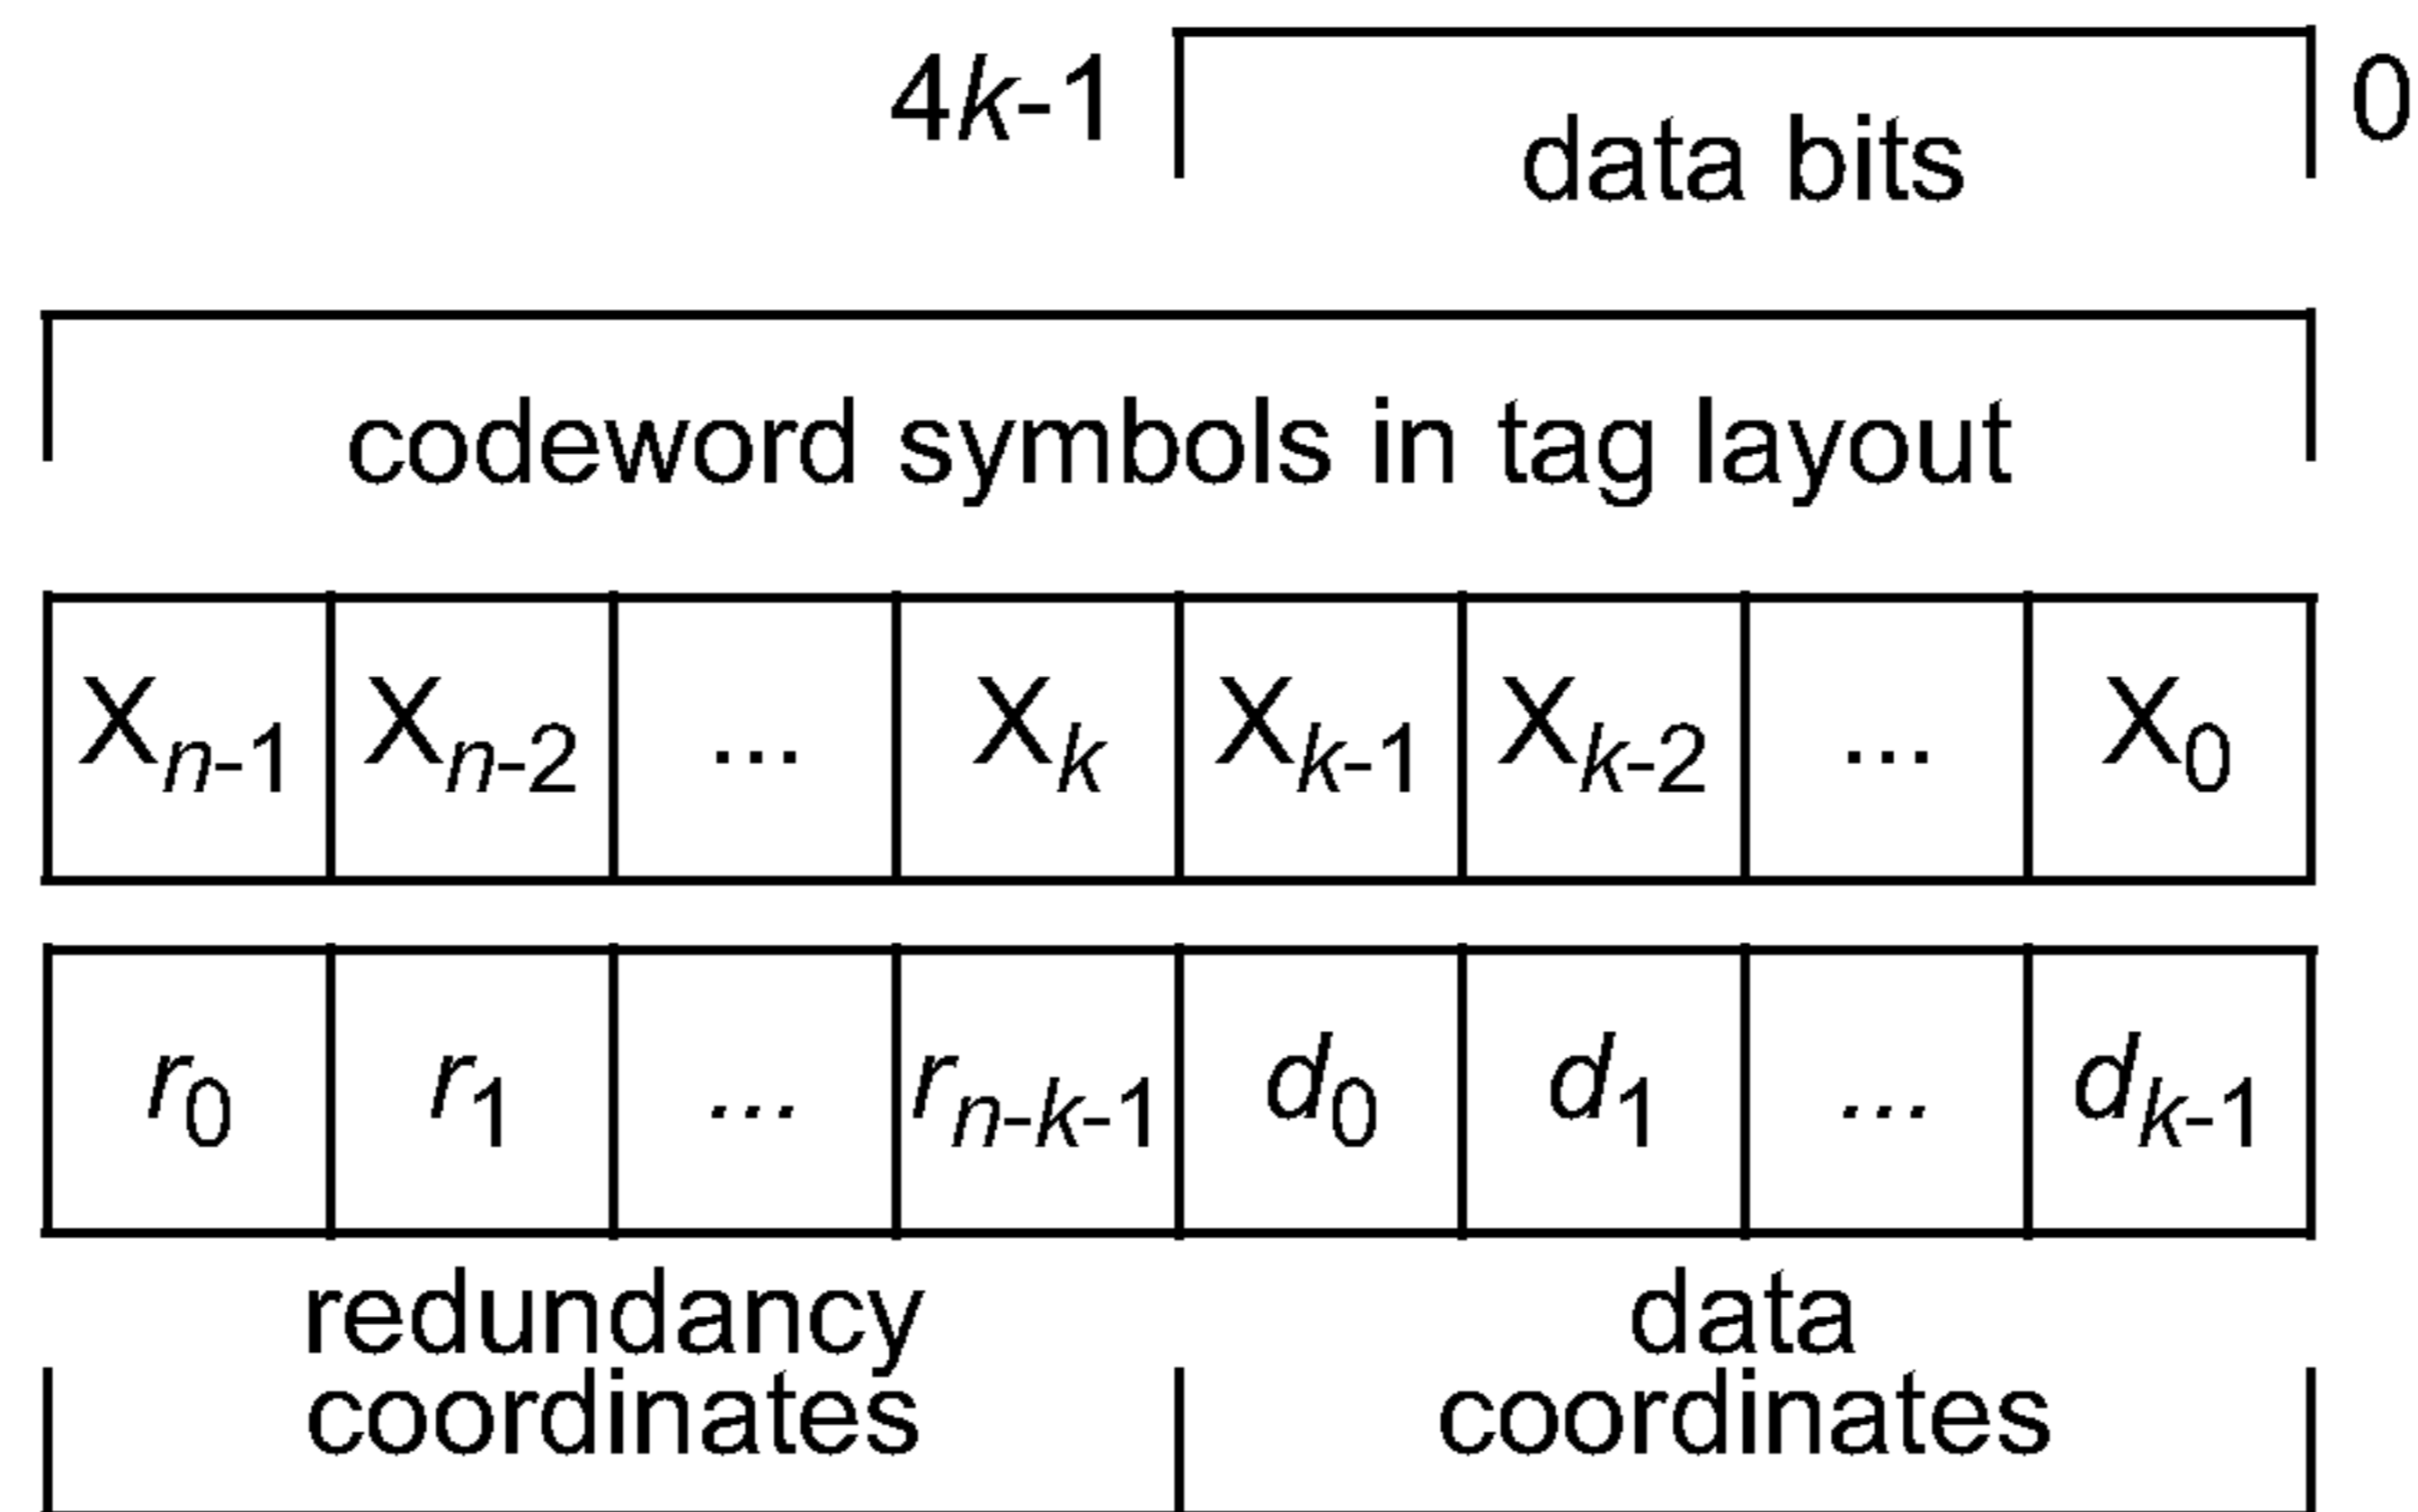 4k-1 data bits 0
codeword symbols in tag layout
Xn-1 Xn-2 ... Xk Xk-1 Xk-2 ... X0
r0 r1 ... rn-k-1 d0 d1 ... dk-1
redundancy data
coordinates coordinates